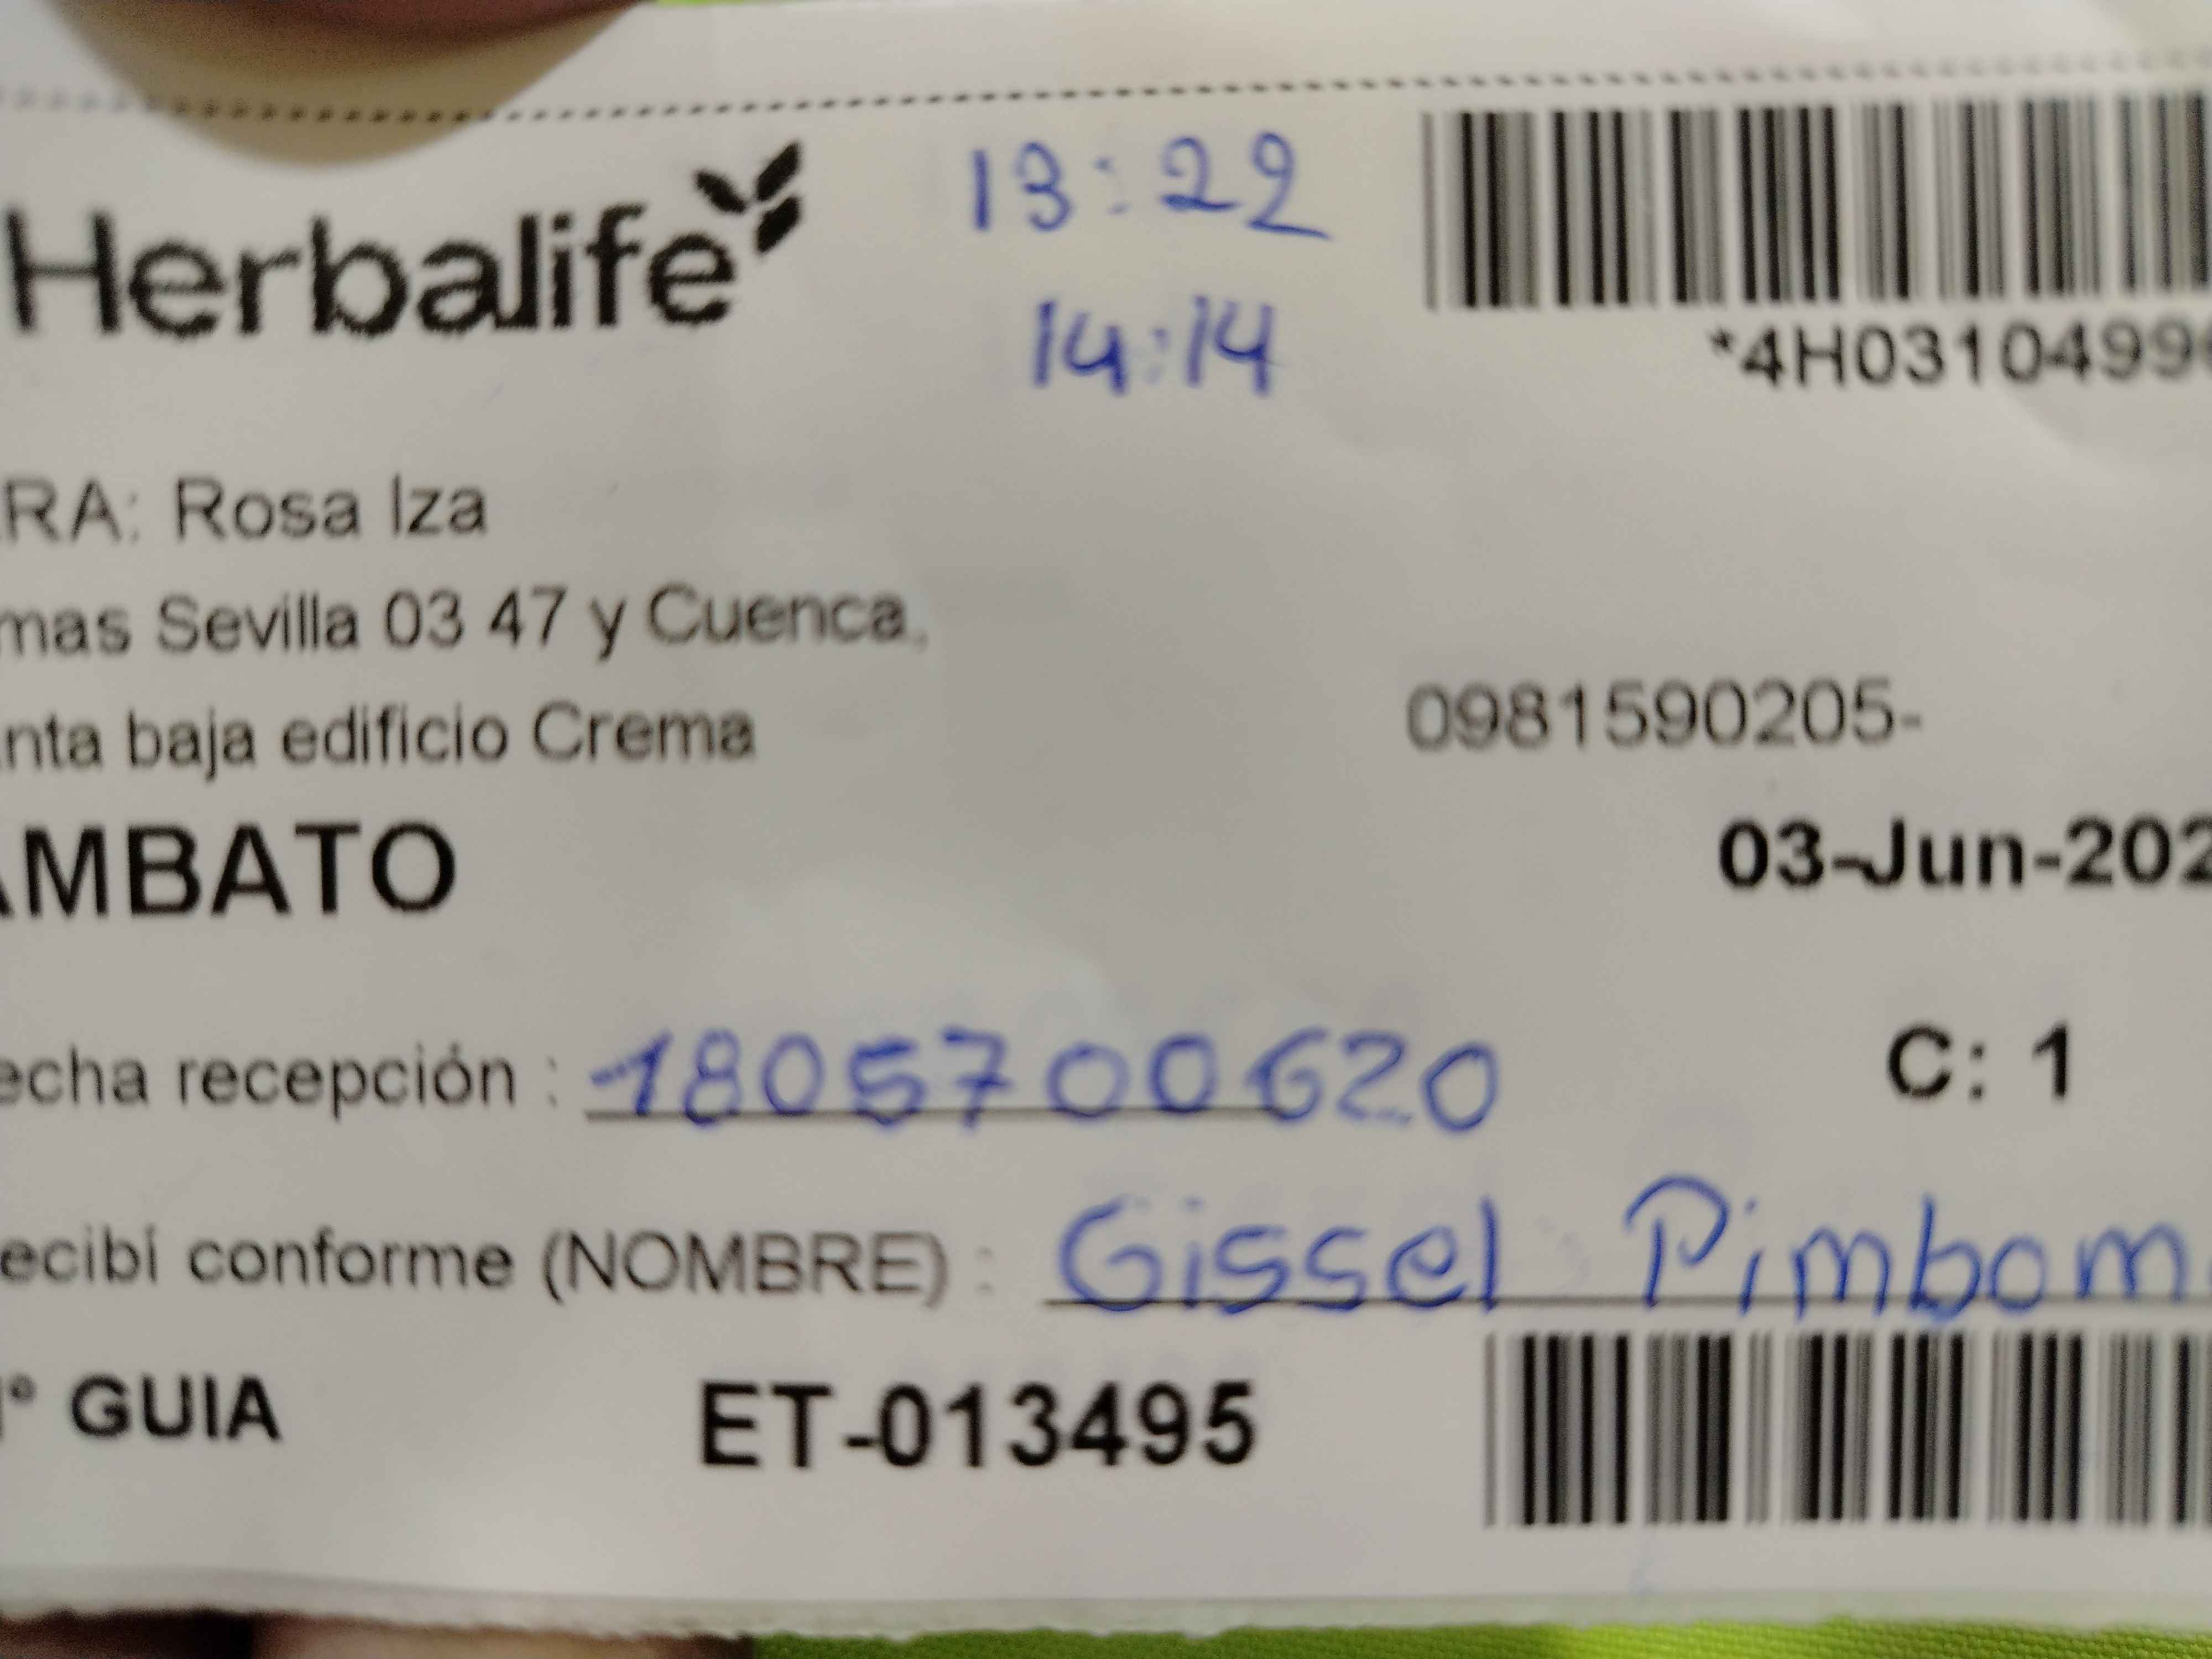 Herbalife
13:22
14:14
*4H0310499
RA: Rosa Iza
mas Sevilla 03 47 y Cuenca,
nta baja edificio Crema
0981590205-
AMBATO
03-Jun-202
echa recepción : 1805700620
C: 1
ecibí conforme (NOMBRE) : Gissel Pimbom
N° GUIA ET-013495